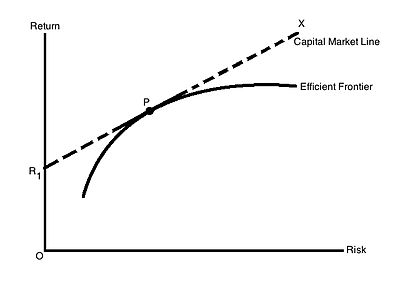 Return
X
Capital Market Line
Efficient Frontier
P
R1
O
Risk